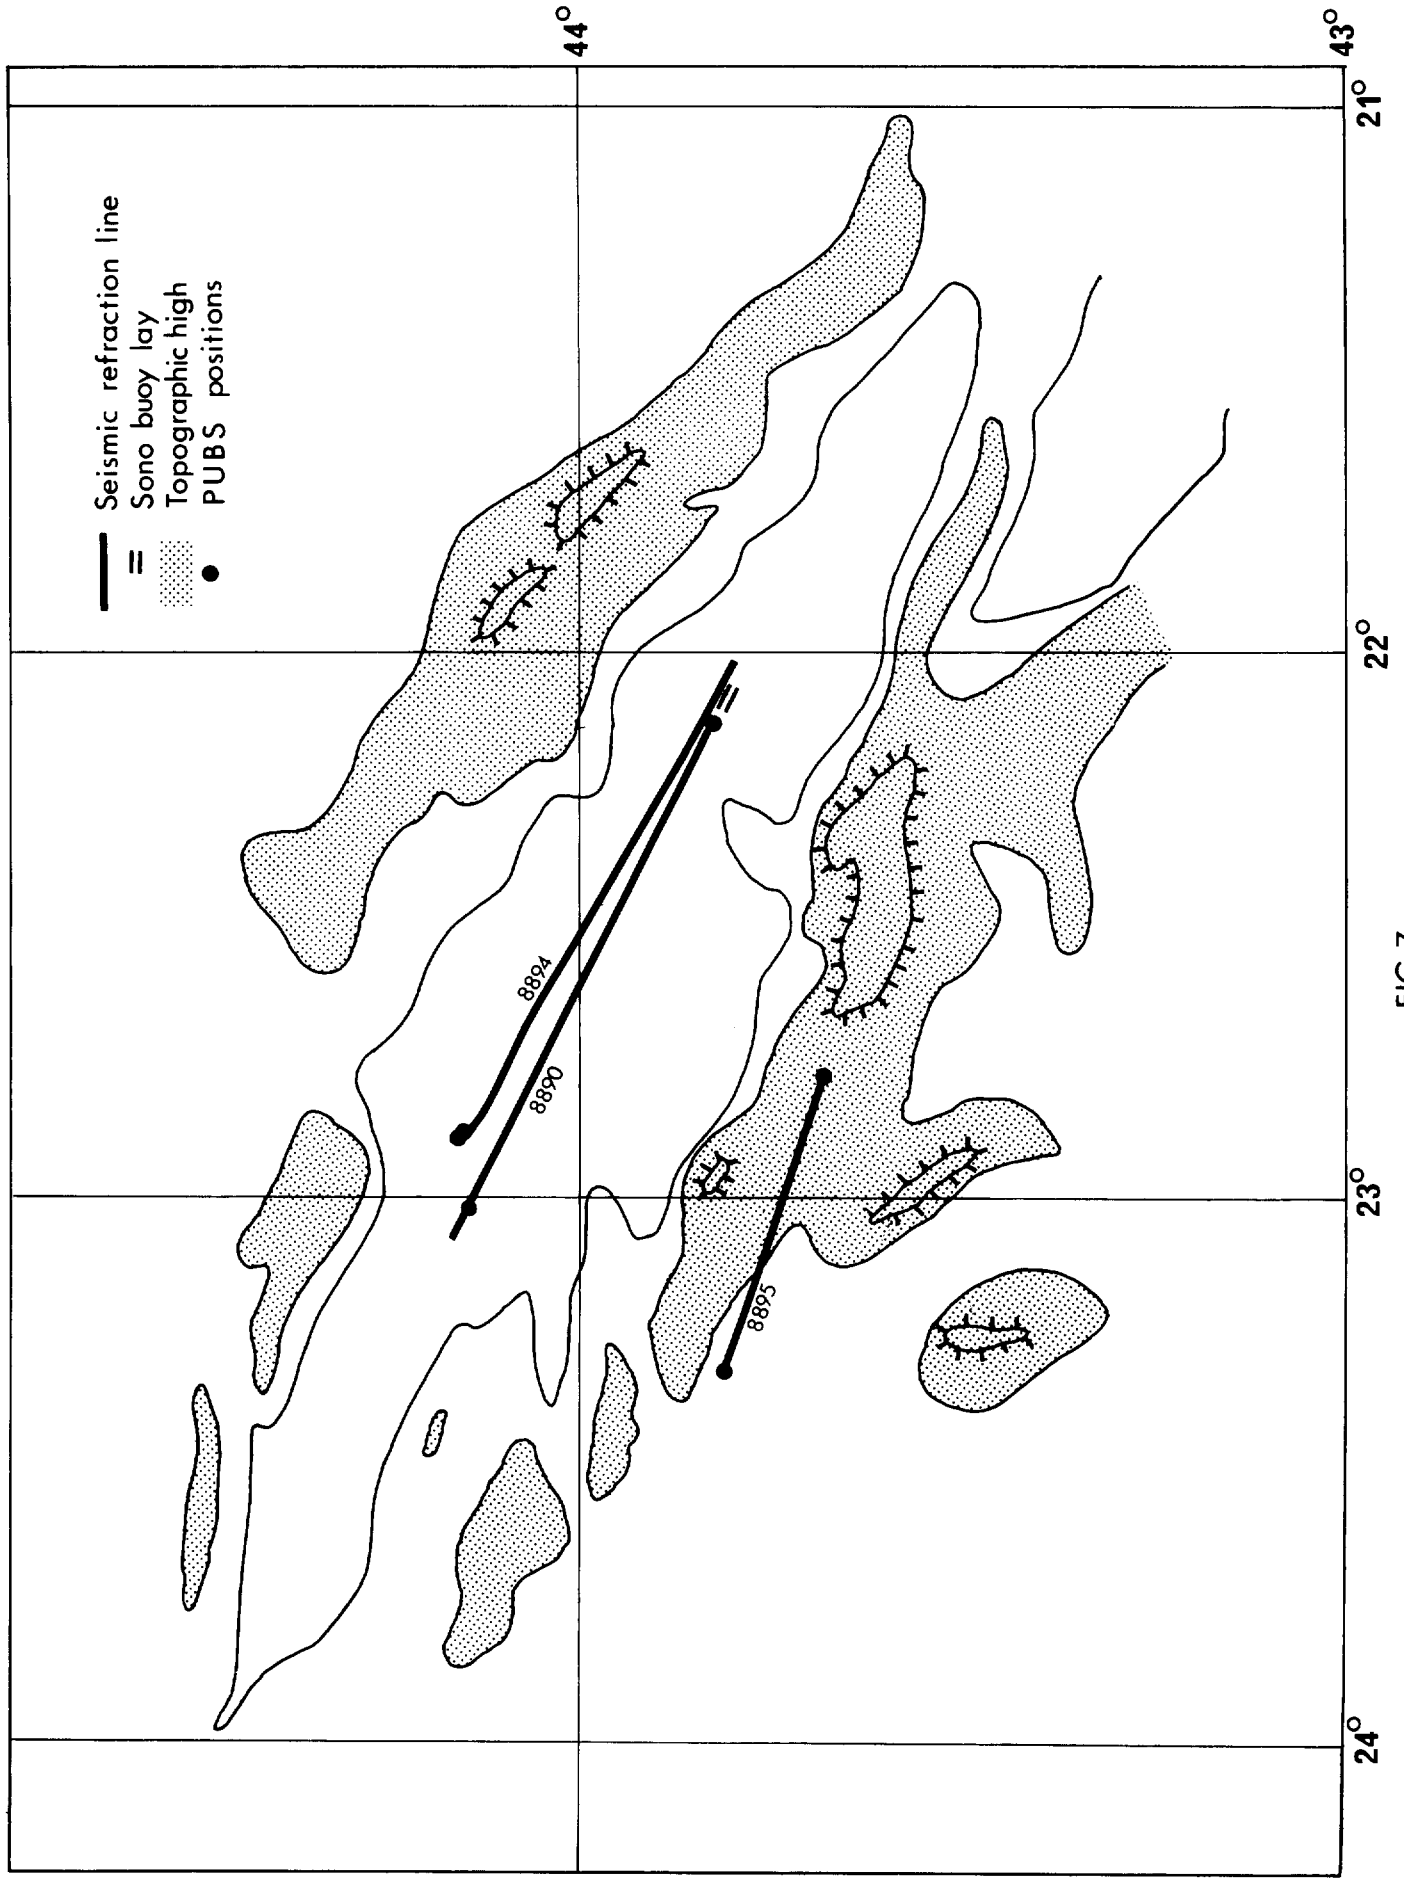 Seismic refraction line
= Sono buoy lay
Topographic high
PUBS positions
44°
43°
21°
22°
23°
24°
8894
8890
8895